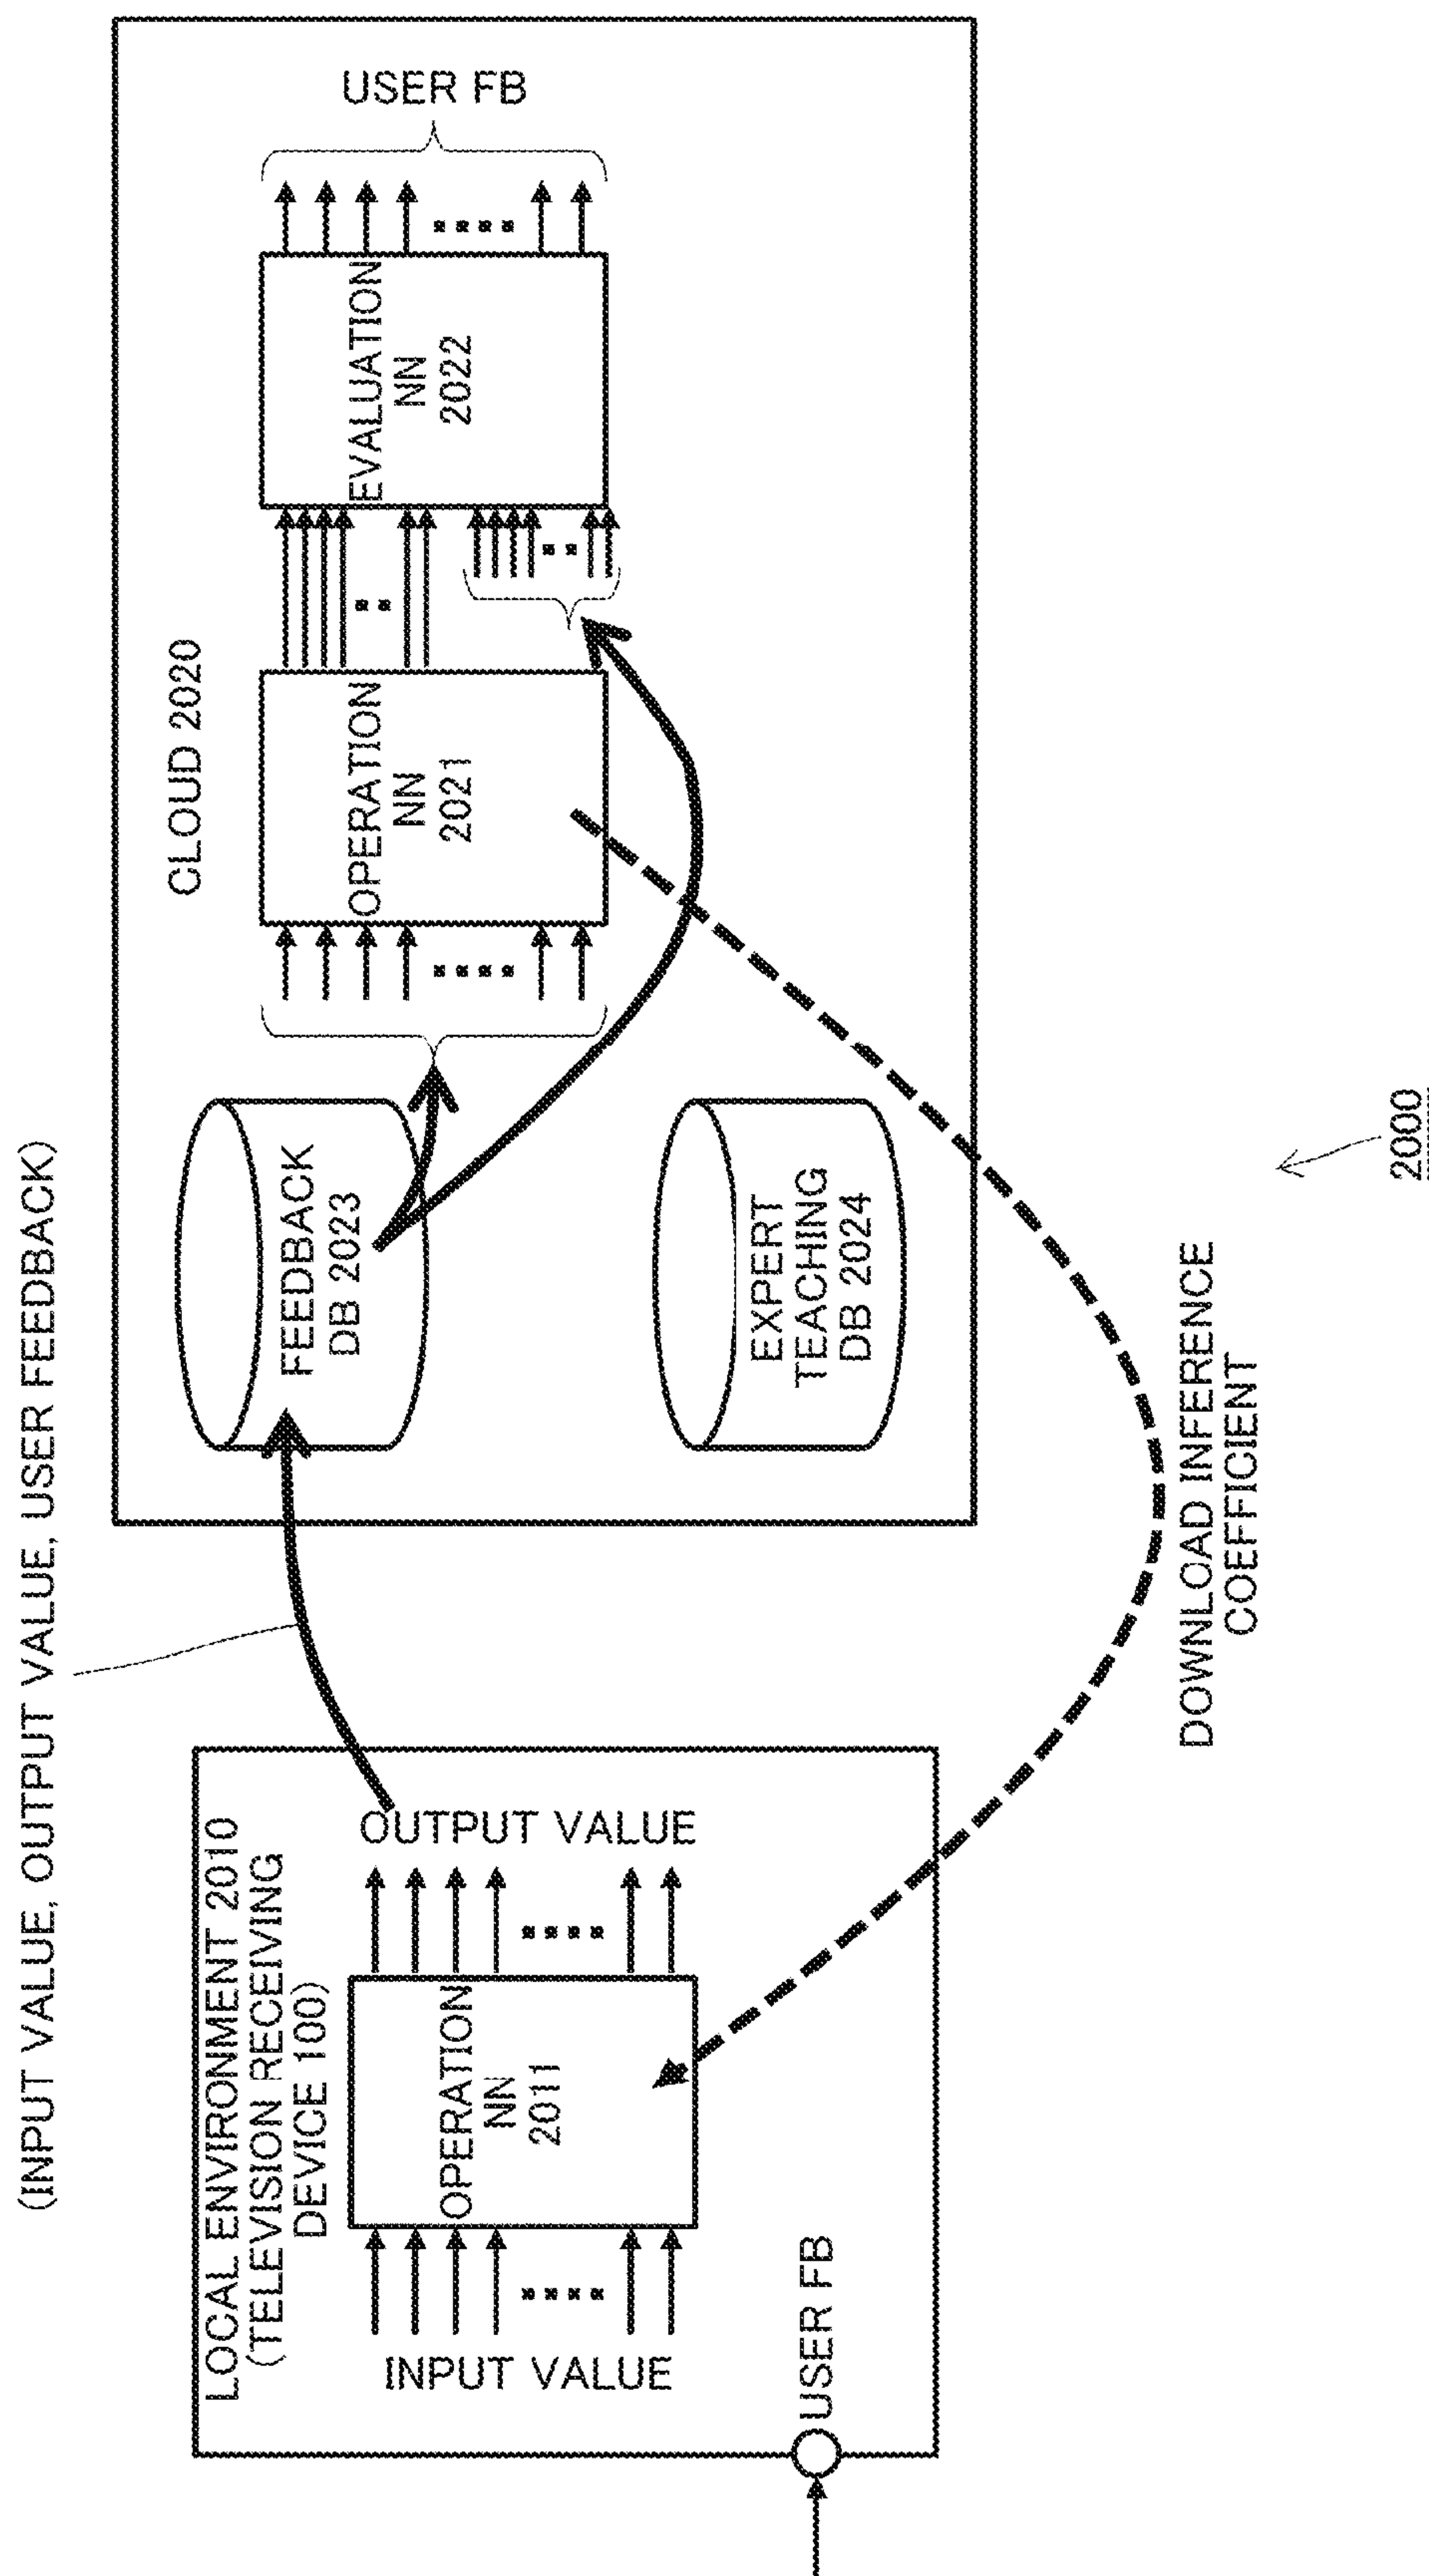 (INPUT VALUE, OUTPUT VALUE, USER FEEDBACK)
LOCAL ENVIRONMENT 2010
(TELEVISION RECEIVING
DEVICE 100)
INPUT VALUE
OPERATION
NN
2011
OUTPUT VALUE
USER FB
CLOUD 2020
FEEDBACK
DB 2023
EXPERT
TEACHING
DB 2024
OPERATION
NN
2021
EVALUATION
NN
2022
USER FB
DOWNLOAD INFERENCE
COEFFICIENT
2000